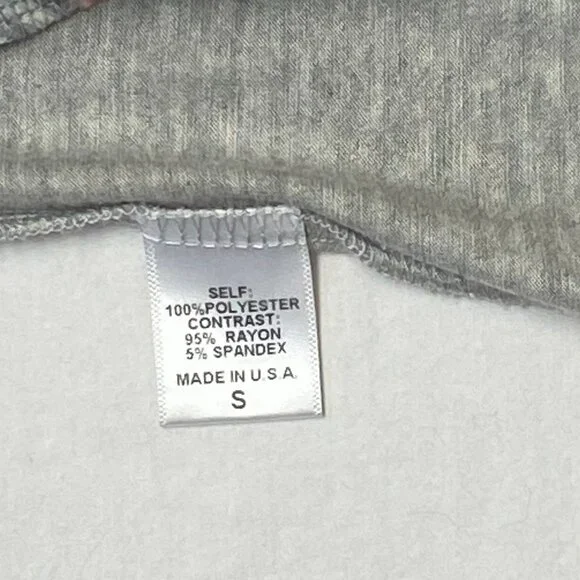 SELF:
100%POLYESTER
CONTRAST:
95% RAYON
5% SPANDEX
MADE IN U.S.A.
S